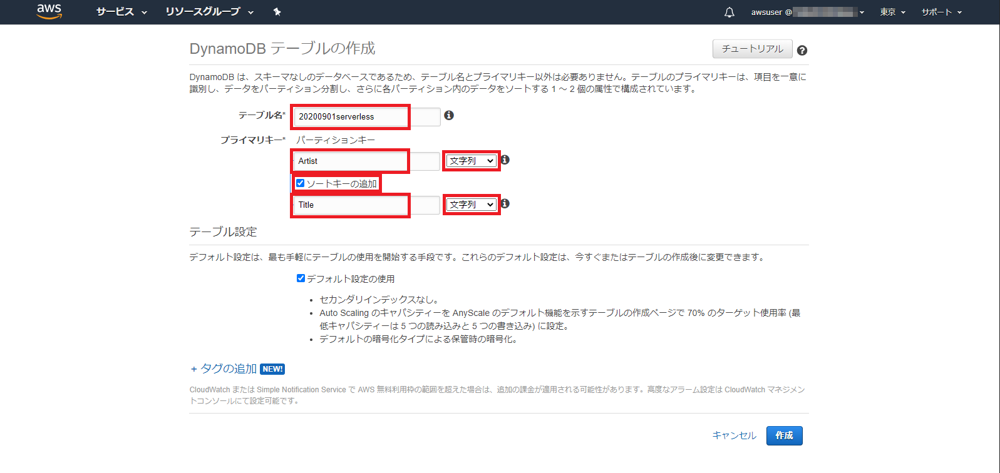 aws サービス リソースグループ awsuser @ 東京 サポート
DynamoDB テーブルの作成 チュートリアル
DynamoDB は、スキーマなしのデータベースであるため、テーブル名とプライマリキー以外は必要ありません。テーブルのプライマリキーは、項目を一意に
識別し、データをパーティション分割し、さらに各パーティション内のデータをソートする 1 ～ 2 個の属性で構成されています。
テーブル名* 20200901serverless
プライマリキー* パーティションキー
Artist 文字列
ソートキーの追加
Title 文字列
テーブル設定
デフォルト設定は、最も手軽にテーブルの使用を開始する手段です。これらのデフォルト設定は、今すぐまたはテーブルの作成後に変更できます。
デフォルト設定の使用
• セカンダリインデックスなし。
• Auto Scaling のキャパシティーを AnyScale のデフォルト機能を示すテーブルの作成ページで 70% のターゲット使用率 (最
低キャパシティーは 5 つの読み込みと 5 つの書き込み) に設定。
• デフォルトの暗号化タイプによる保管時の暗号化。
+ タグの追加 NEW!
CloudWatch または Simple Notification Service で AWS 無料利用枠の範囲を超えた場合は、追加の課金が適用される可能性があります。高度なアラーム設定は CloudWatch マネジメン
トコンソールにて設定可能です。
キャンセル 作成